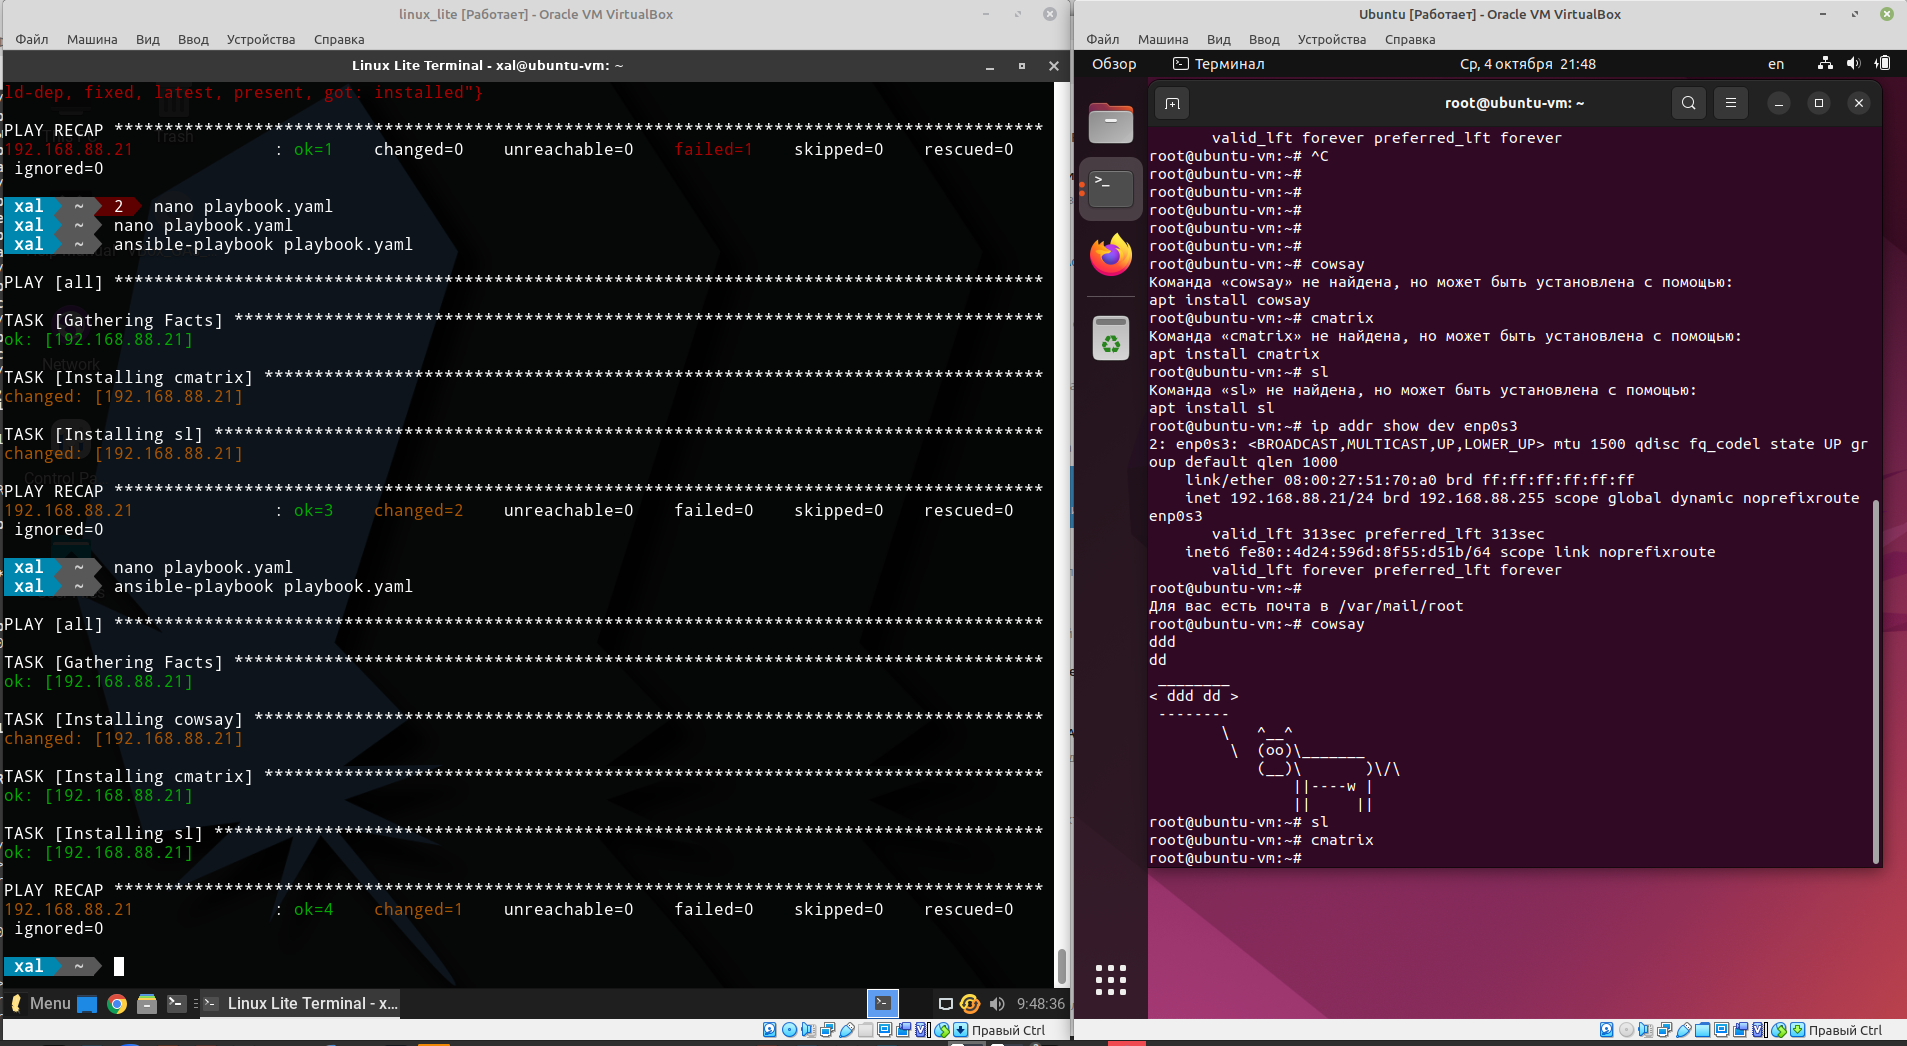 linux_lite [Работает] - Oracle VM VirtualBox
Файл Машина Вид Ввод Устройства Справка
Linux Lite Terminal - xal@ubuntu-vm: ~
ld-dep, fixed, latest, present, got: installed"}
PLAY RECAP *********************************************************************************************
192.168.88.21 : ok=1 changed=0 unreachable=0 failed=1 skipped=0 rescued=0
ignored=0
xal ~ 2 nano playbook.yaml
xal ~ nano playbook.yaml
xal ~ ansible-playbook playbook.yaml
PLAY [all] *********************************************************************************************
TASK [Gathering Facts] *********************************************************************************
ok: [192.168.88.21]
TASK [Installing cmatrix] ******************************************************************************
changed: [192.168.88.21]
TASK [Installing sl] ***********************************************************************************
changed: [192.168.88.21]
PLAY RECAP *********************************************************************************************
192.168.88.21 : ok=3 changed=2 unreachable=0 failed=0 skipped=0 rescued=0
ignored=0
xal ~ nano playbook.yaml
xal ~ ansible-playbook playbook.yaml
PLAY [all] *********************************************************************************************
TASK [Gathering Facts] *********************************************************************************
ok: [192.168.88.21]
TASK [Installing cowsay] *******************************************************************************
changed: [192.168.88.21]
TASK [Installing cmatrix] ******************************************************************************
ok: [192.168.88.21]
TASK [Installing sl] ***********************************************************************************
ok: [192.168.88.21]
PLAY RECAP *********************************************************************************************
192.168.88.21 : ok=4 changed=1 unreachable=0 failed=0 skipped=0 rescued=0
ignored=0
xal ~
Trash
Network
Menu
Linux Lite Terminal - x...
9:48:36
Правый Ctrl
Ubuntu [Работает] - Oracle VM VirtualBox
Файл Машина Вид Ввод Устройства Справка
Обзор Терминал Ср, 4 октября 21:48 en
root@ubuntu-vm: ~
valid_lft forever preferred_lft forever
root@ubuntu-vm:~# ^C
root@ubuntu-vm:~#
root@ubuntu-vm:~#
root@ubuntu-vm:~#
root@ubuntu-vm:~#
root@ubuntu-vm:~#
root@ubuntu-vm:~# cowsay
Команда «cowsay» не найдена, но может быть установлена с помощью:
apt install cowsay
root@ubuntu-vm:~# cmatrix
Команда «cmatrix» не найдена, но может быть установлена с помощью:
apt install cmatrix
root@ubuntu-vm:~# sl
Команда «sl» не найдена, но может быть установлена с помощью:
apt install sl
root@ubuntu-vm:~# ip addr show dev enp0s3
2: enp0s3: <BROADCAST,MULTICAST,UP,LOWER_UP> mtu 1500 qdisc fq_codel state UP gr
oup default qlen 1000
link/ether 08:00:27:51:70:a0 brd ff:ff:ff:ff:ff:ff
inet 192.168.88.21/24 brd 192.168.88.255 scope global dynamic noprefixroute
enp0s3
valid_lft 313sec preferred_lft 313sec
inet6 fe80::4d24:596d:8f55:d51b/64 scope link noprefixroute
valid_lft forever preferred_lft forever
root@ubuntu-vm:~#
Для вас есть почта в /var/mail/root
root@ubuntu-vm:~# cowsay
ddd
dd
 ________
< ddd dd >
 --------
        \   ^__^
         \  (oo)\_______
            (__)\       )\/\
                ||----w |
                ||     ||
root@ubuntu-vm:~# sl
root@ubuntu-vm:~# cmatrix
root@ubuntu-vm:~#
Правый Ctrl